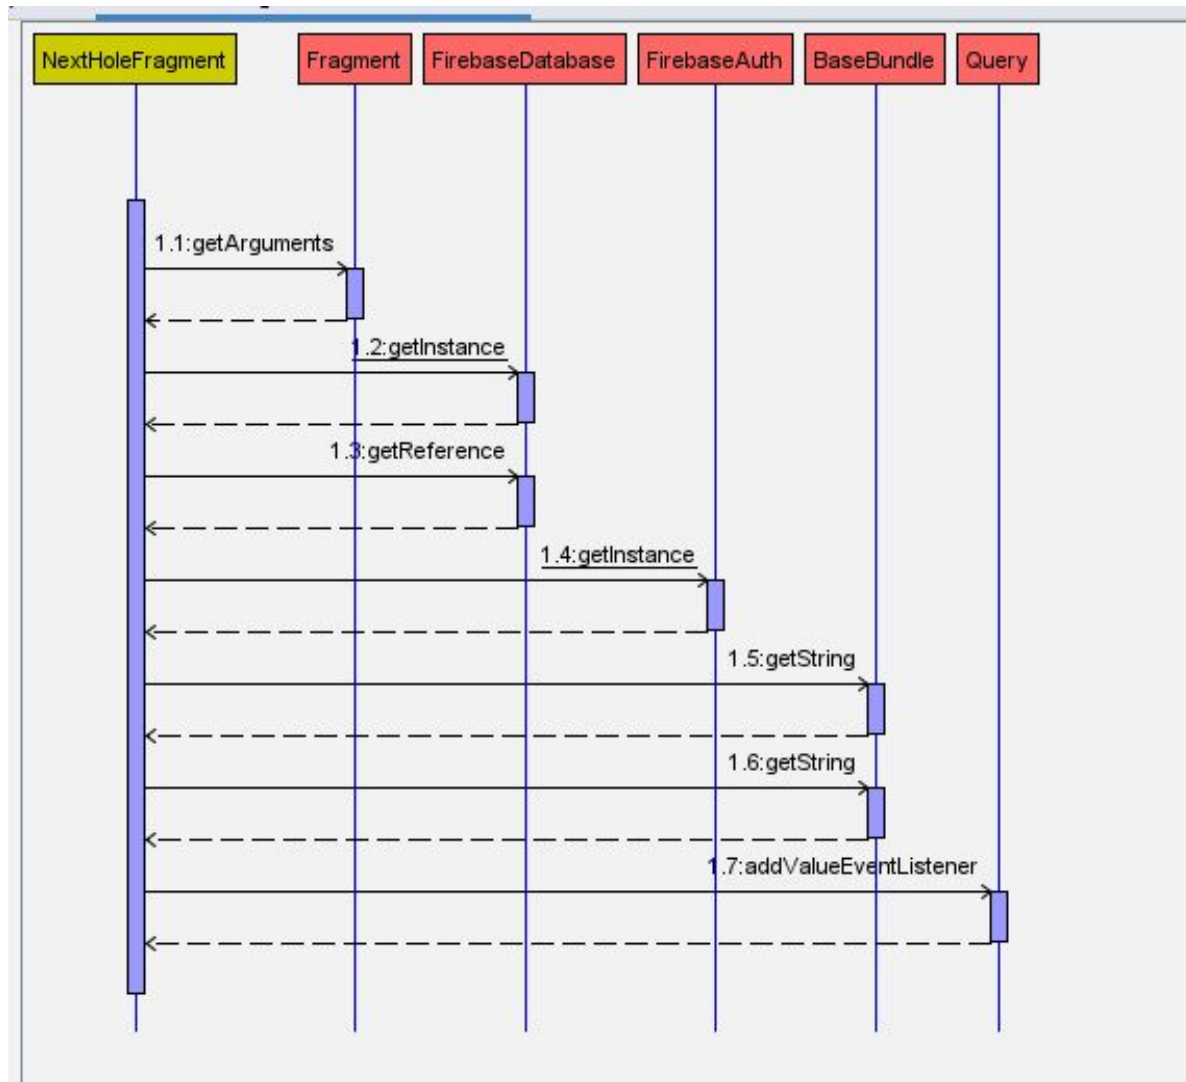 NextHoleFragment Fragment FirebaseDatabase FirebaseAuth BaseBundle Query
1.1:getArguments
1.2:getInstance
1.3:getReference
1.4:getInstance
1.5:getString
1.6:getString
1.7:addValueEventListener